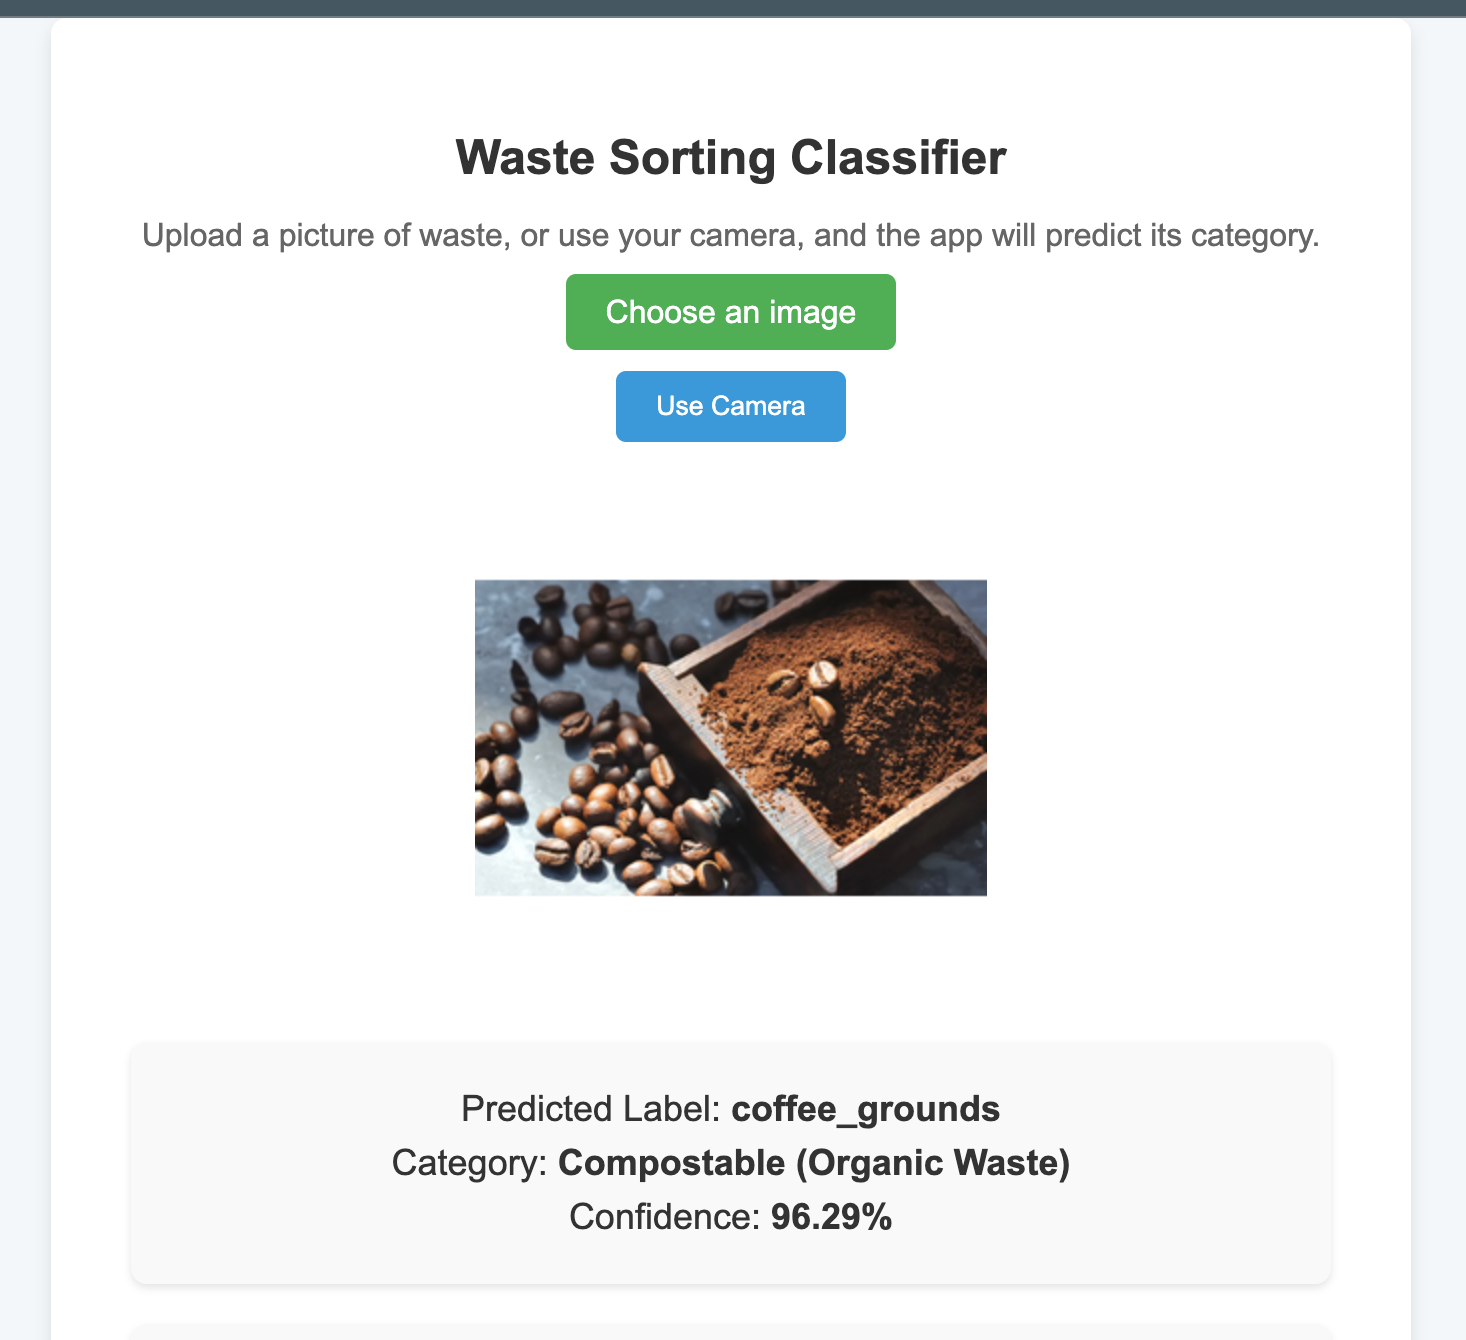 Waste Sorting Classifier
Upload a picture of waste, or use your camera, and the app will predict its category.
Choose an image
Use Camera
Predicted Label: coffee_grounds
Category: Compostable (Organic Waste)
Confidence: 96.29%